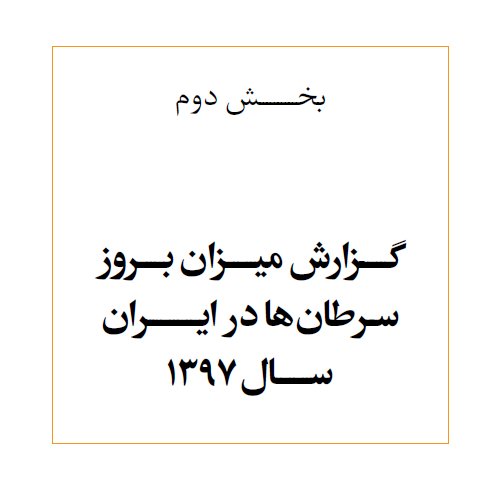 بخش دوم
گزارش میزان بروز
سرطان‌ها در ایران
سال ۱۳۹۷